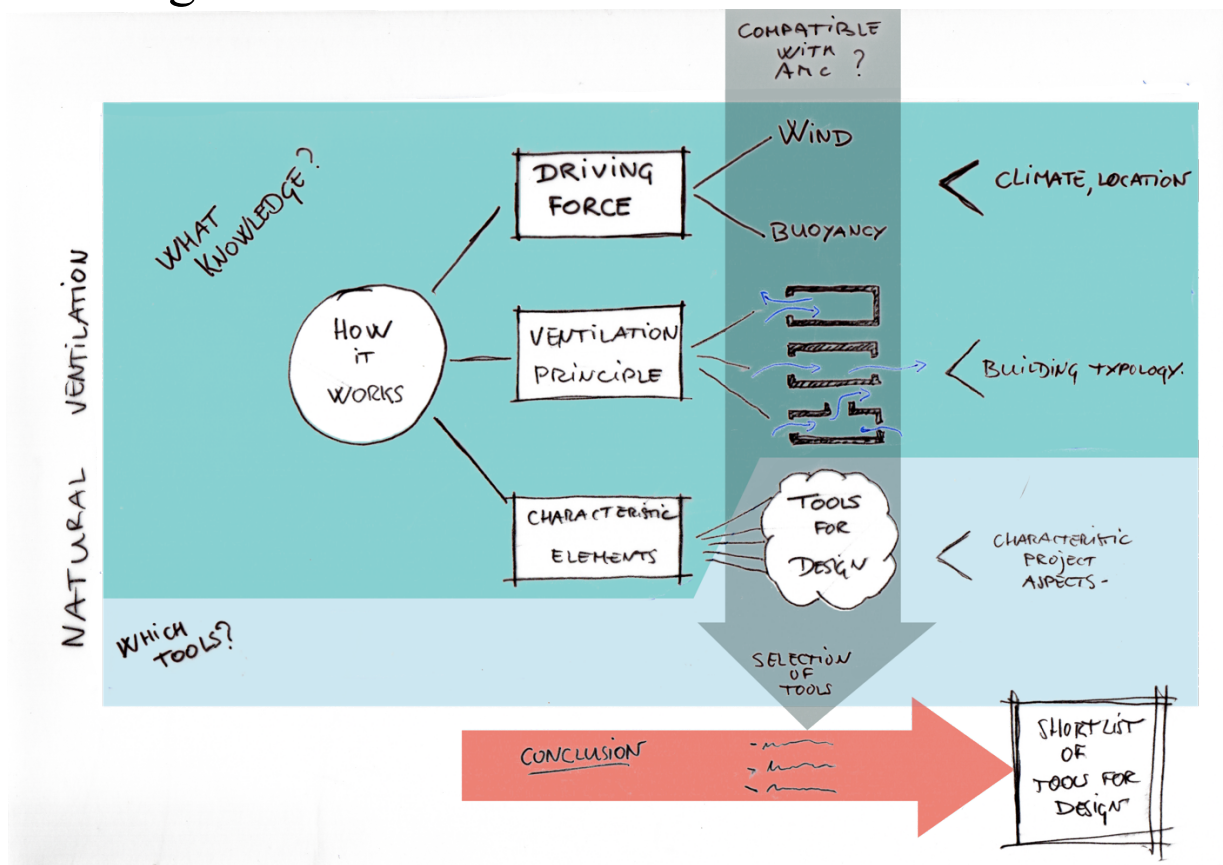 COMPATIBLE
WITH
AMC ?
WHAT
KNOWLEDGE?
DRIVING
FORCE
WIND
BUOYANCY
CLIMATE, LOCATION
NATURAL VENTILATION
HOW
IT
WORKS
VENTILATION
PRINCIPLE
BUILDING TYPOLOGY.
CHARACTERISTIC
ELEMENTS
TOOLS
FOR
DESIGN
CHARACTERISTIC
PROJECT
ASPECTS-
WHICH
TOOLS?
SELECTION
OF
TOOLS
CONCLUSION
SHORTLIST
OF
TOOLS FOR
DESIGN